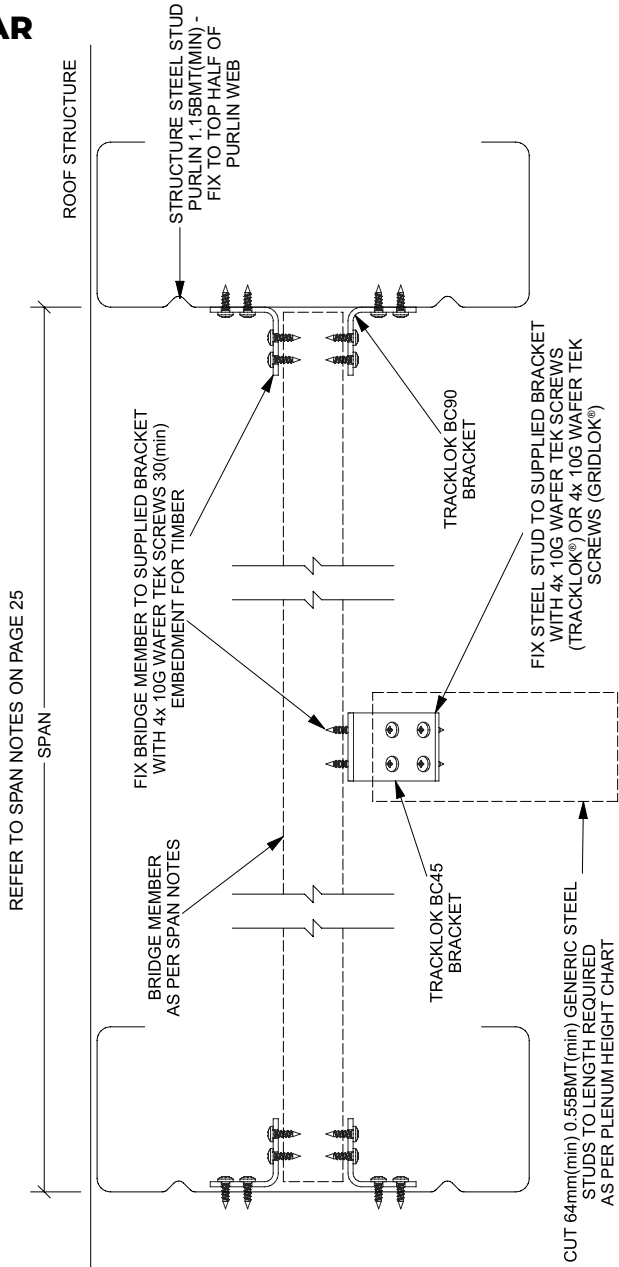 AR
REFER TO SPAN NOTES ON PAGE 25
SPAN
ROOF STRUCTURE
STRUCTURE STEEL STUD
PURLIN 1.15BMT(MIN) -
FIX TO TOP HALF OF
PURLIN WEB
FIX BRIDGE MEMBER TO SUPPLIED BRACKET
WITH 4x 10G WAFER TEK SCREWS 30(min)
EMBEDMENT FOR TIMBER
BRIDGE MEMBER
AS PER SPAN NOTES
TRACKLOK BC90
BRACKET
TRACKLOK BC45
BRACKET
FIX STEEL STUD TO SUPPLIED BRACKET
WITH 4x 10G WAFER TEK SCREWS
(TRACKLOK®) OR 4x 10G WAFER TEK
SCREWS (GRIDLOK®)
CUT 64mm(min) 0.55BMT(min) GENERIC STEEL
STUDS TO LENGTH REQUIRED
AS PER PLENUM HEIGHT CHART